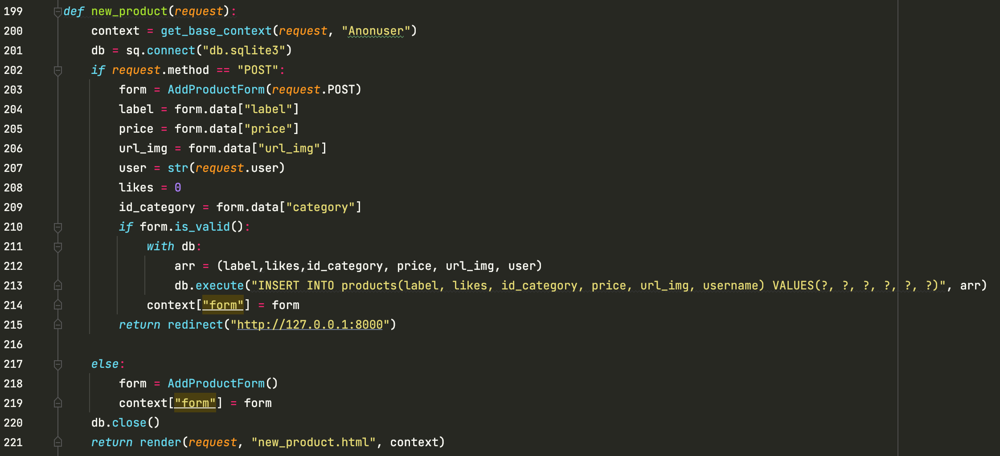 199 def new_product(request):
200     context = get_base_context(request, "Anonuser")
201     db = sq.connect("db.sqlite3")
202     if request.method == "POST":
203         form = AddProductForm(request.POST)
204         label = form.data["label"]
205         price = form.data["price"]
206         url_img = form.data["url_img"]
207         user = str(request.user)
208         likes = 0
209         id_category = form.data["category"]
210         if form.is_valid():
211             with db:
212                 arr = (label,likes,id_category, price, url_img, user)
213                 db.execute("INSERT INTO products(label, likes, id_category, price, url_img, username) VALUES(?, ?, ?, ?, ?, ?)", arr)
214             context["form"] = form
215         return redirect("http://127.0.0.1:8000")
216
217     else:
218         form = AddProductForm()
219         context["form"] = form
220     db.close()
221     return render(request, "new_product.html", context)